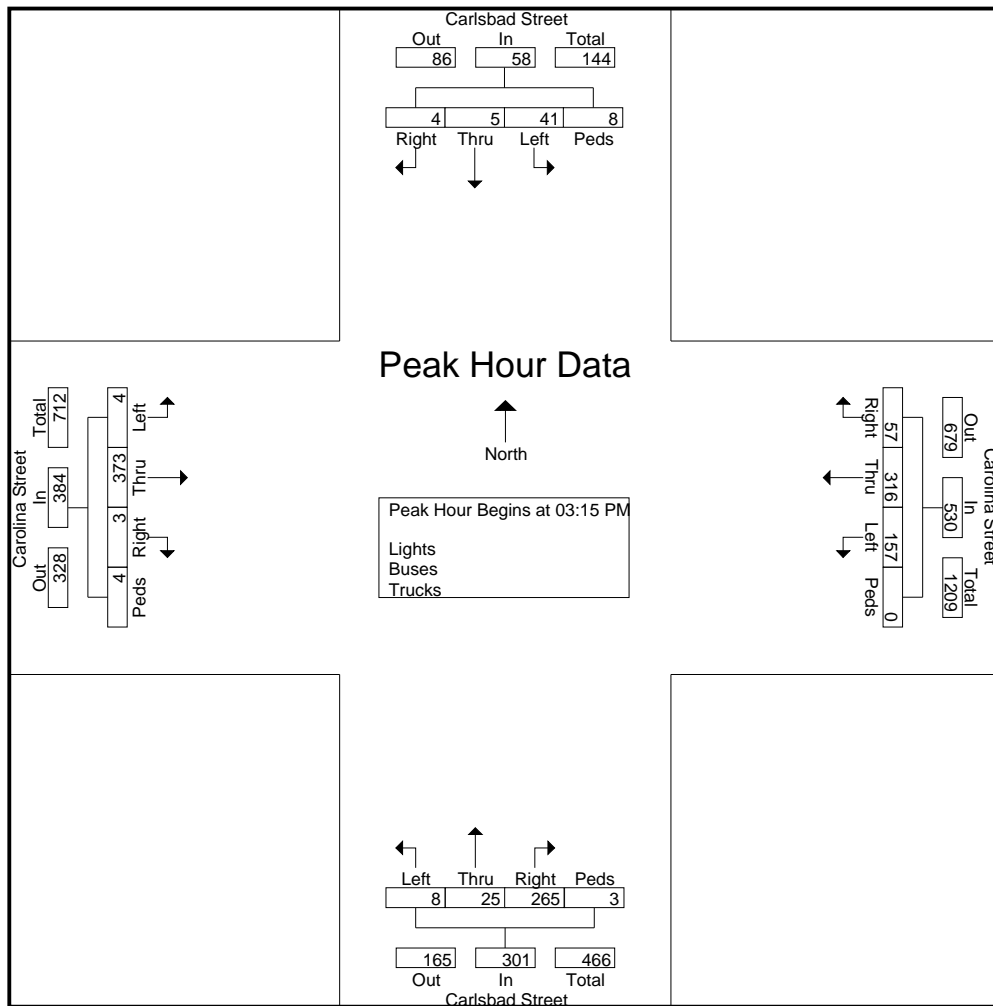 Carlsbad Street
Out In Total
86 58 144
4 5 41 8
Right Thru Left Peds
Peak Hour Data
North
Peak Hour Begins at 03:15 PM
Lights
Buses
Trucks
Carolina Street
Total In Out
712 384 328
4 373 3 4
Left Thru Right Peds
Right Thru Left Peds
57 316 157 0
Out In Total
679 530 1209
Carolina Street
Left Thru Right Peds
8 25 265 3
165 301 466
Out In Total
Carlsbad Street